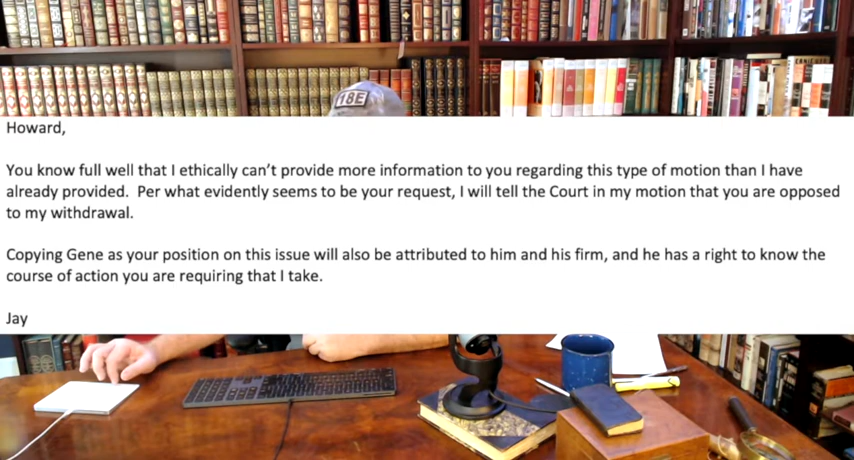 18E
Howard,
You know full well that I ethically can't provide more information to you regarding this type of motion than I have
already provided.  Per what evidently seems to be your request, I will tell the Court in my motion that you are opposed
to my withdrawal.
Copying Gene as your position on this issue will also be attributed to him and his firm, and he has a right to know the
course of action you are requiring that I take.
Jay